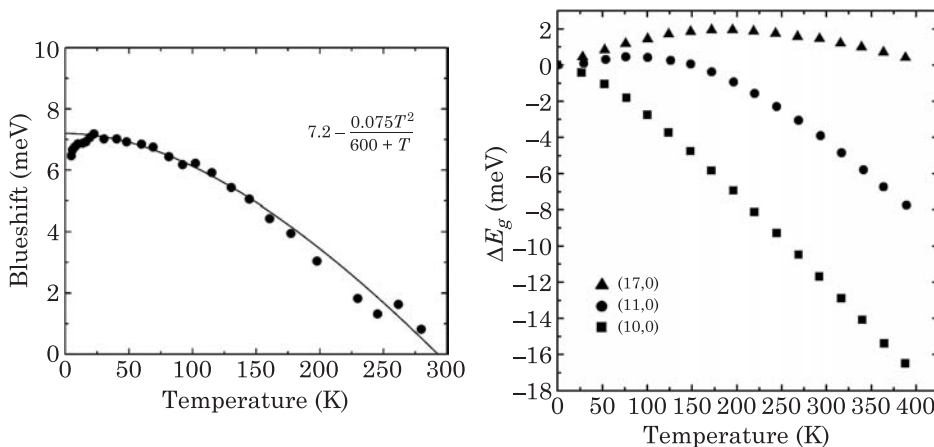 10
8
6
4
2
0
Blueshift (meV)
7.2 − 0.075T² / 600 + T
0 50 100 150 200 250 300
Temperature (K)
2
0
−2
−4
−6
−8
−10
−12
−14
−16
−18
ΔE_g (meV)
(17,0)
(11,0)
(10,0)
0 50 100 150 200 250 300 350 400
Temperature (K)